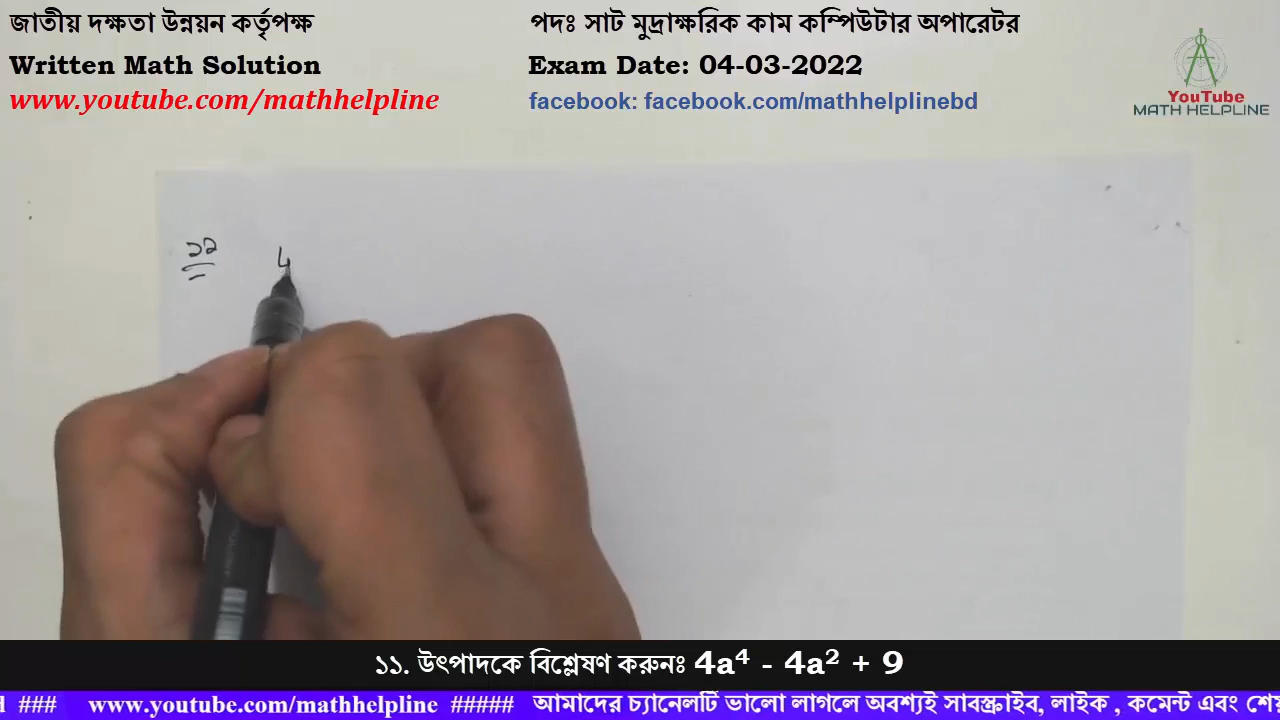 জাতীয় দক্ষতা উন্নয়ন কর্তৃপক্ষ
পদঃ সাট মুদ্রাক্ষরিক কাম কম্পিউটার অপারেটর
Written Math Solution
Exam Date: 04-03-2022
www.youtube.com/mathhelpline
facebook: facebook.com/mathhelplinebd
YouTube
MATH HELPLINE
4
১১. উৎপাদকে বিশ্লেষণ করুনঃ 4a⁴ - 4a² + 9
d ### www.youtube.com/mathhelpline ##### আমাদের চ্যানেলটি ভালো লাগলে অবশ্যই সাবস্ক্রাইব, লাইক , কমেন্ট এবং শে